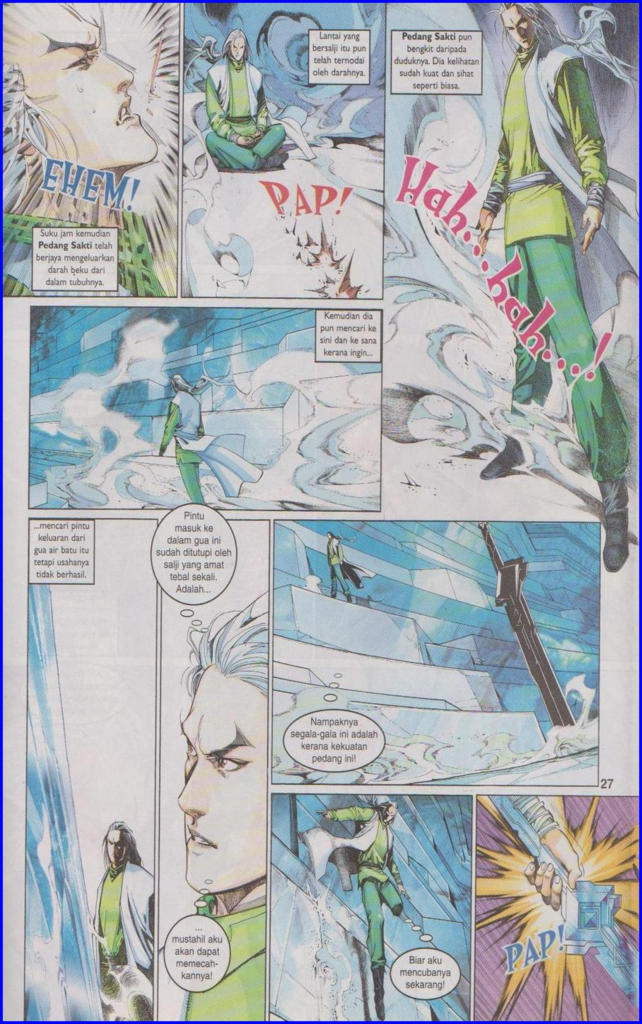 EHEM!
Suku jam kemudian
Pedang Sakti telah
berjaya mengeluarkan
darah beku dari
dalam tubuhnya.
Lantai yang
bersalji itu pun
telah ternodai
oleh darahnya.
PAP!
Pedang Sakti pun
bengkit daripada
duduknya. Dia kelihatan
sudah kuat dan sihat
seperti biasa.
Hah...hah....!
Kemudian dia
pun mencari ke
sini dan ke sana
kerana ingin...
...mencari pintu
keluaran dari
gua air batu itu
tetapi usahanya
tidak berhasil.
Pintu
masuk ke
dalam gua ini
sudah ditutupi oleh
salji yang amat
tebal sekali.
Adalah...
...
mustahil aku
akan dapat
memecah-
kannya!
Nampaknya
segala-gala ini adalah
kerana kekuatan
pedang ini!
27
Biar aku
mencubanya
sekarang!
PAP!